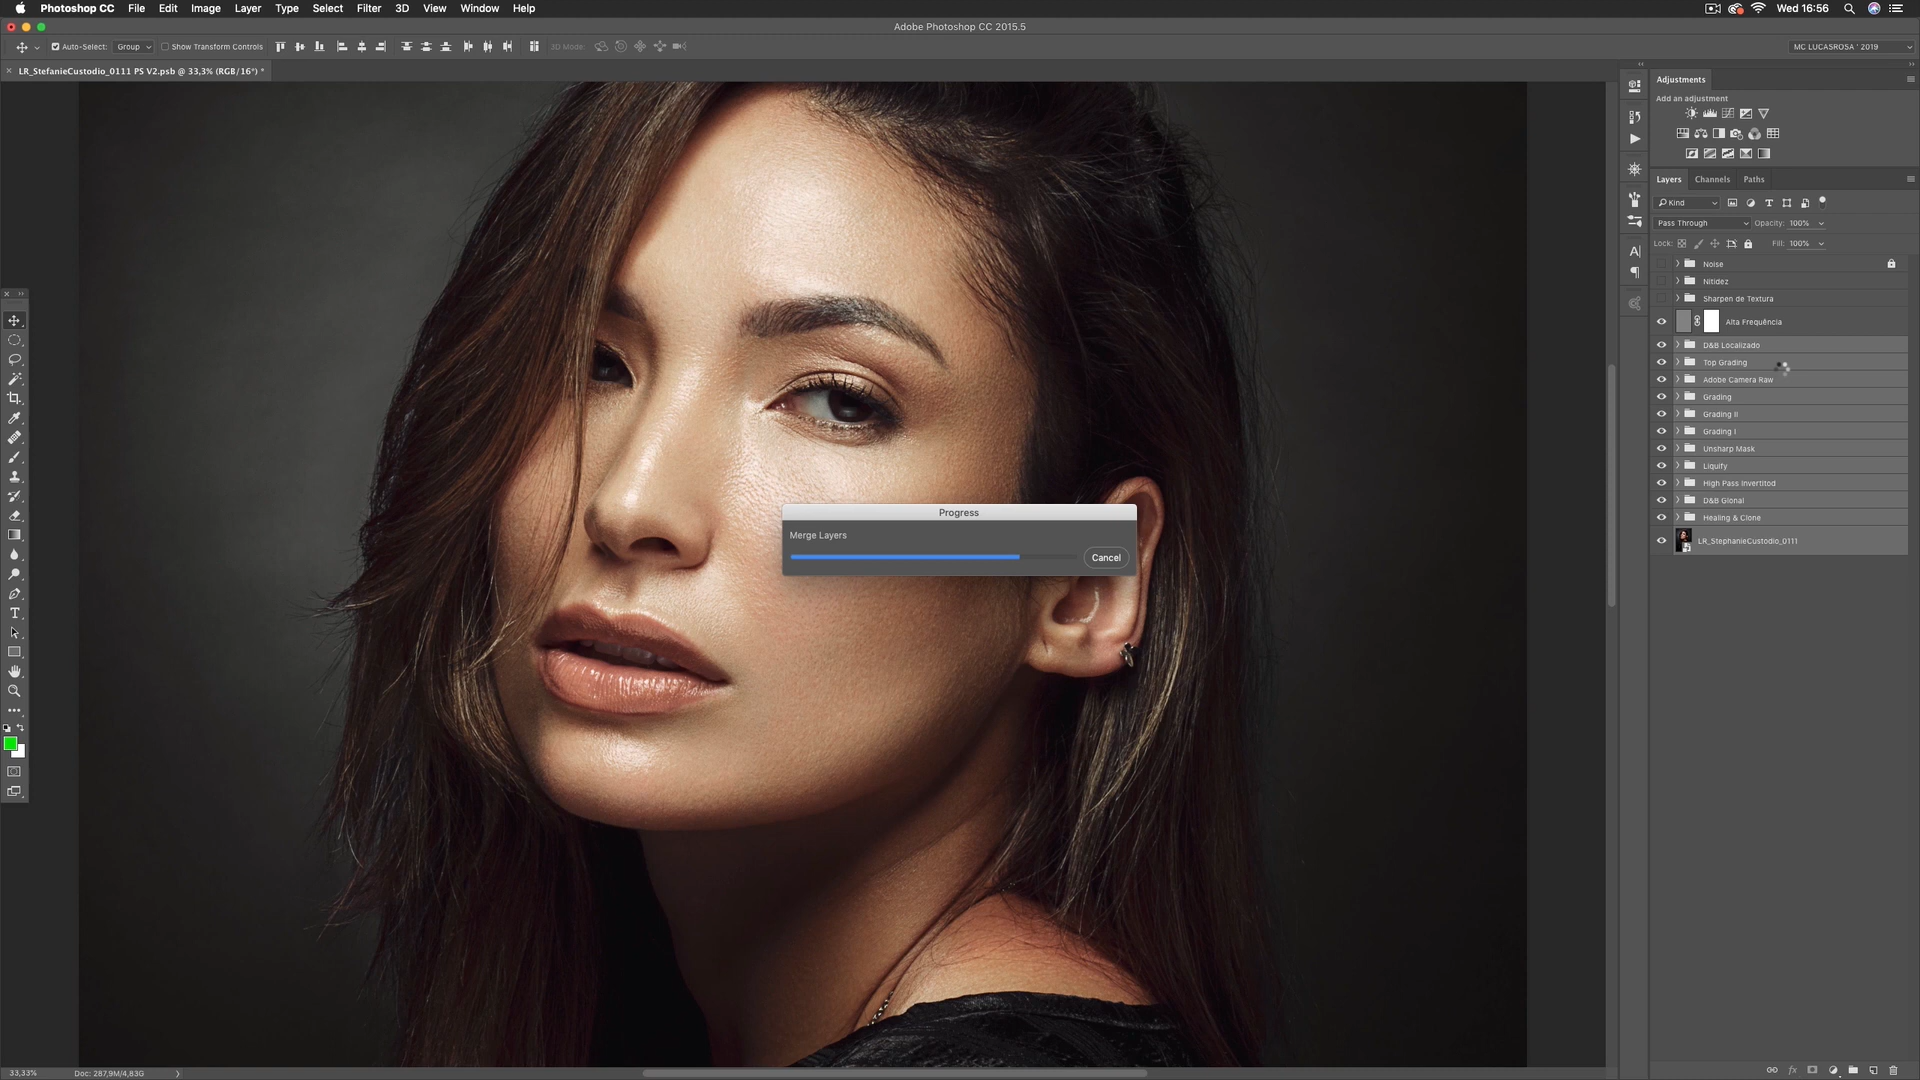 Photoshop CC File Edit Image Layer Type Select Filter 3D View Window Help Wed 16:56
Adobe Photoshop CC 2015.5
Auto-Select: Group Show Transform Controls 3D Mode: MC LUCASROSA ' 2019
LR_StefanieCustodio_0111 PS V2.psb @ 33,3% (RGB/16*) *
Adjustments
Add an adjustment
Layers Channels Paths
Kind
Pass Through Opacity: 100%
Lock: Fill: 100%
Noise
Nitidez
Sharpen de Textura
Alta Frequência
D&B Localizado
Top Grading
Adobe Camera Raw
Grading
Grading II
Grading I
Unsharp Mask
Liquify
High Pass Invertitod
D&B Glonal
Healing & Clone
LR_StephanieCustodio_0111
Progress
Merge Layers
Cancel
33,33% Doc: 287,9M/4,83G